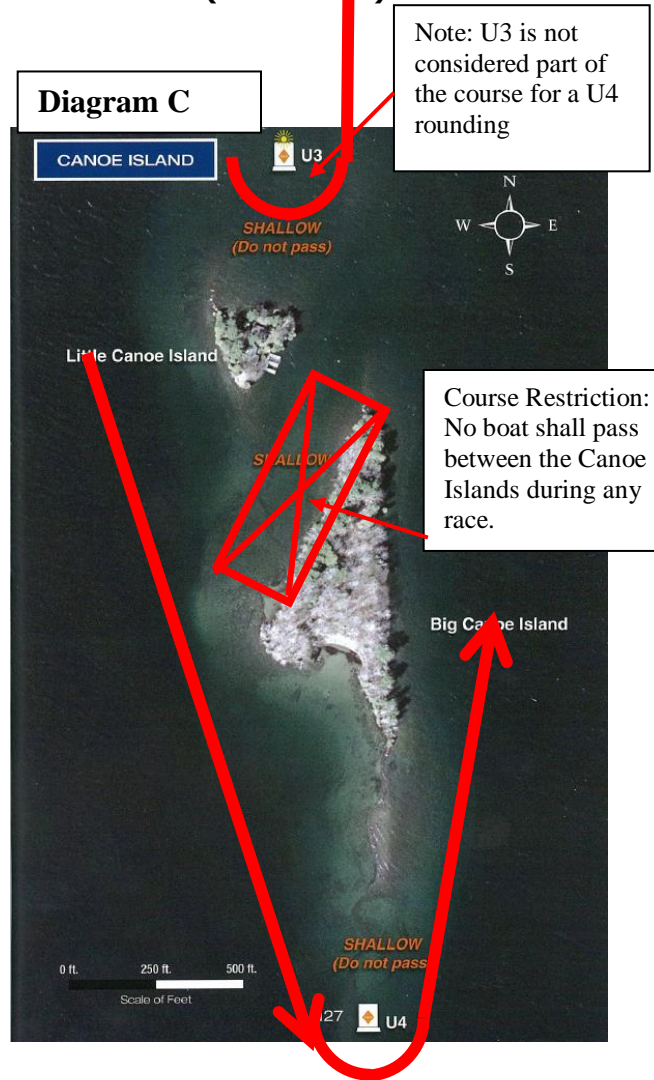 Note: U3 is not
considered part of
the course for a U4
rounding
Diagram C
CANOE ISLAND
U3
N
W E
S
SHALLOW
(Do not pass)
Little Canoe Island
Course Restriction:
No boat shall pass
between the Canoe
Islands during any
race.
SHALLOW
Big Canoe Island
SHALLOW
(Do not pass
0 ft. 250 ft. 500 ft.
Scale of Feet
27
U4